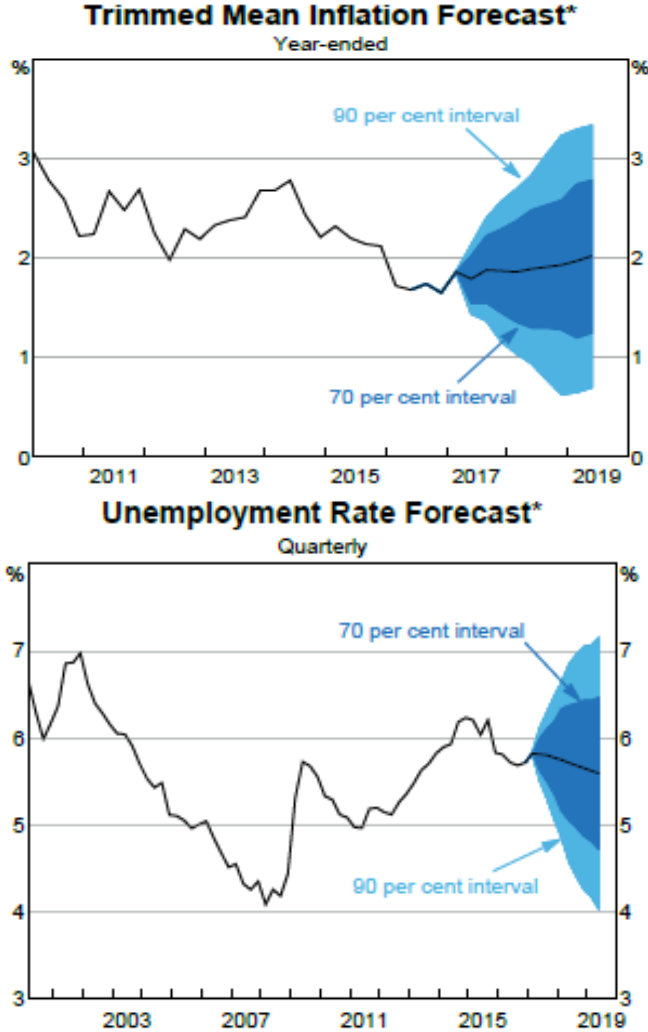 Trimmed Mean Inflation Forecast*
Year-ended
% %
90 per cent interval
3 3
2 2
1 1
70 per cent interval
0 0
2011 2013 2015 2017 2019
Unemployment Rate Forecast*
Quarterly
% %
7 7
70 per cent interval
6 6
5 5
90 per cent interval
4 4
3 3
2003 2007 2011 2015 2019